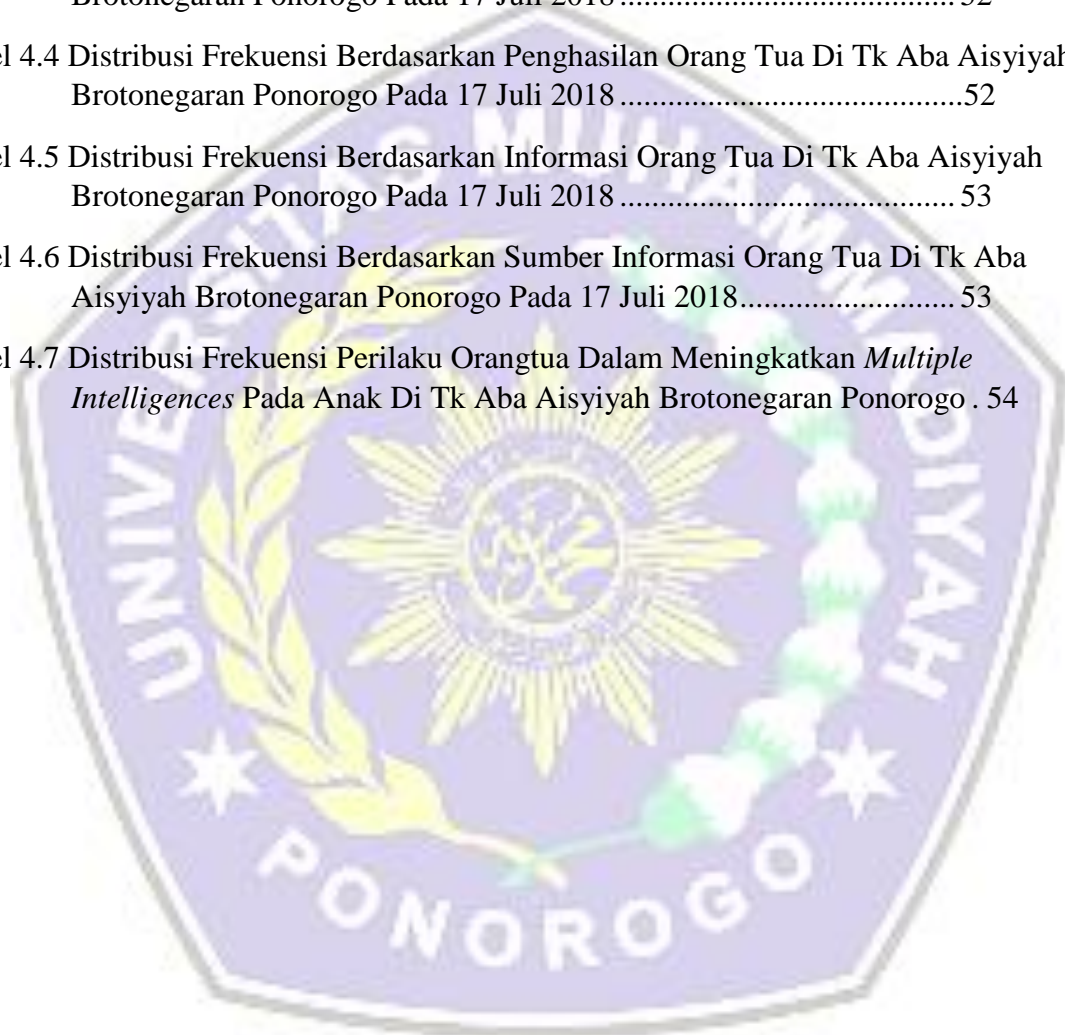 Brotonegaran Ponorogo Pada 17 Juli 2018 ..................................... 52
el 4.4 Distribusi Frekuensi Berdasarkan Penghasilan Orang Tua Di Tk Aba Aisyiyah
Brotonegaran Ponorogo Pada 17 Juli 2018 ......................................52
el 4.5 Distribusi Frekuensi Berdasarkan Informasi Orang Tua Di Tk Aba Aisyiyah
Brotonegaran Ponorogo Pada 17 Juli 2018 ..................................... 53
el 4.6 Distribusi Frekuensi Berdasarkan Sumber Informasi Orang Tua Di Tk Aba
Aisyiyah Brotonegaran Ponorogo Pada 17 Juli 2018........................ 53
el 4.7 Distribusi Frekuensi Perilaku Orangtua Dalam Meningkatkan Multiple
Intelligences Pada Anak Di Tk Aba Aisyiyah Brotonegaran Ponorogo . 54
UNIVERSITAS MUHAMMADIYAH
PONOROGO